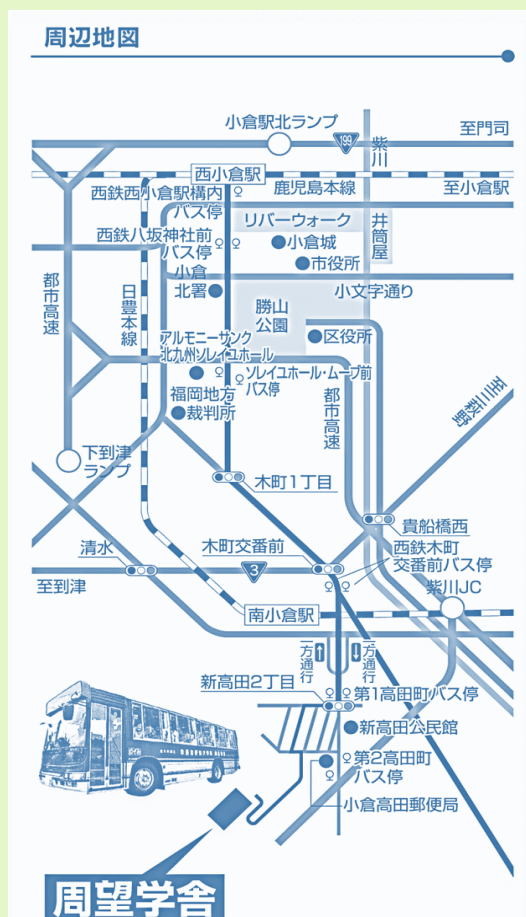 周辺地図
小倉駅北ランプ
199
紫川
至門司
西小倉駅
鹿児島本線
至小倉駅
西鉄西小倉駅構内
バス停
リバーウォーク
井筒屋
西鉄八坂神社前
バス停
小倉城
市役所
都市高速
日豊本線
小倉
北署
小文字通り
勝山
公園
区役所
アルモニーサンク
北九州ソレイユホール
ソレイユホール・ムーブ前
バス停
都市高速
至三萩野
福岡地方
裁判所
下到津
ランプ
木町1丁目
貴船橋西
清水
木町交番前
西鉄木町
交番前バス停
3
至到津
紫川JC
南小倉駅
一方通行
一方通行
新高田2丁目
第1高田町バス停
新高田公民館
第2高田町
バス停
小倉高田郵便局
周望学舎